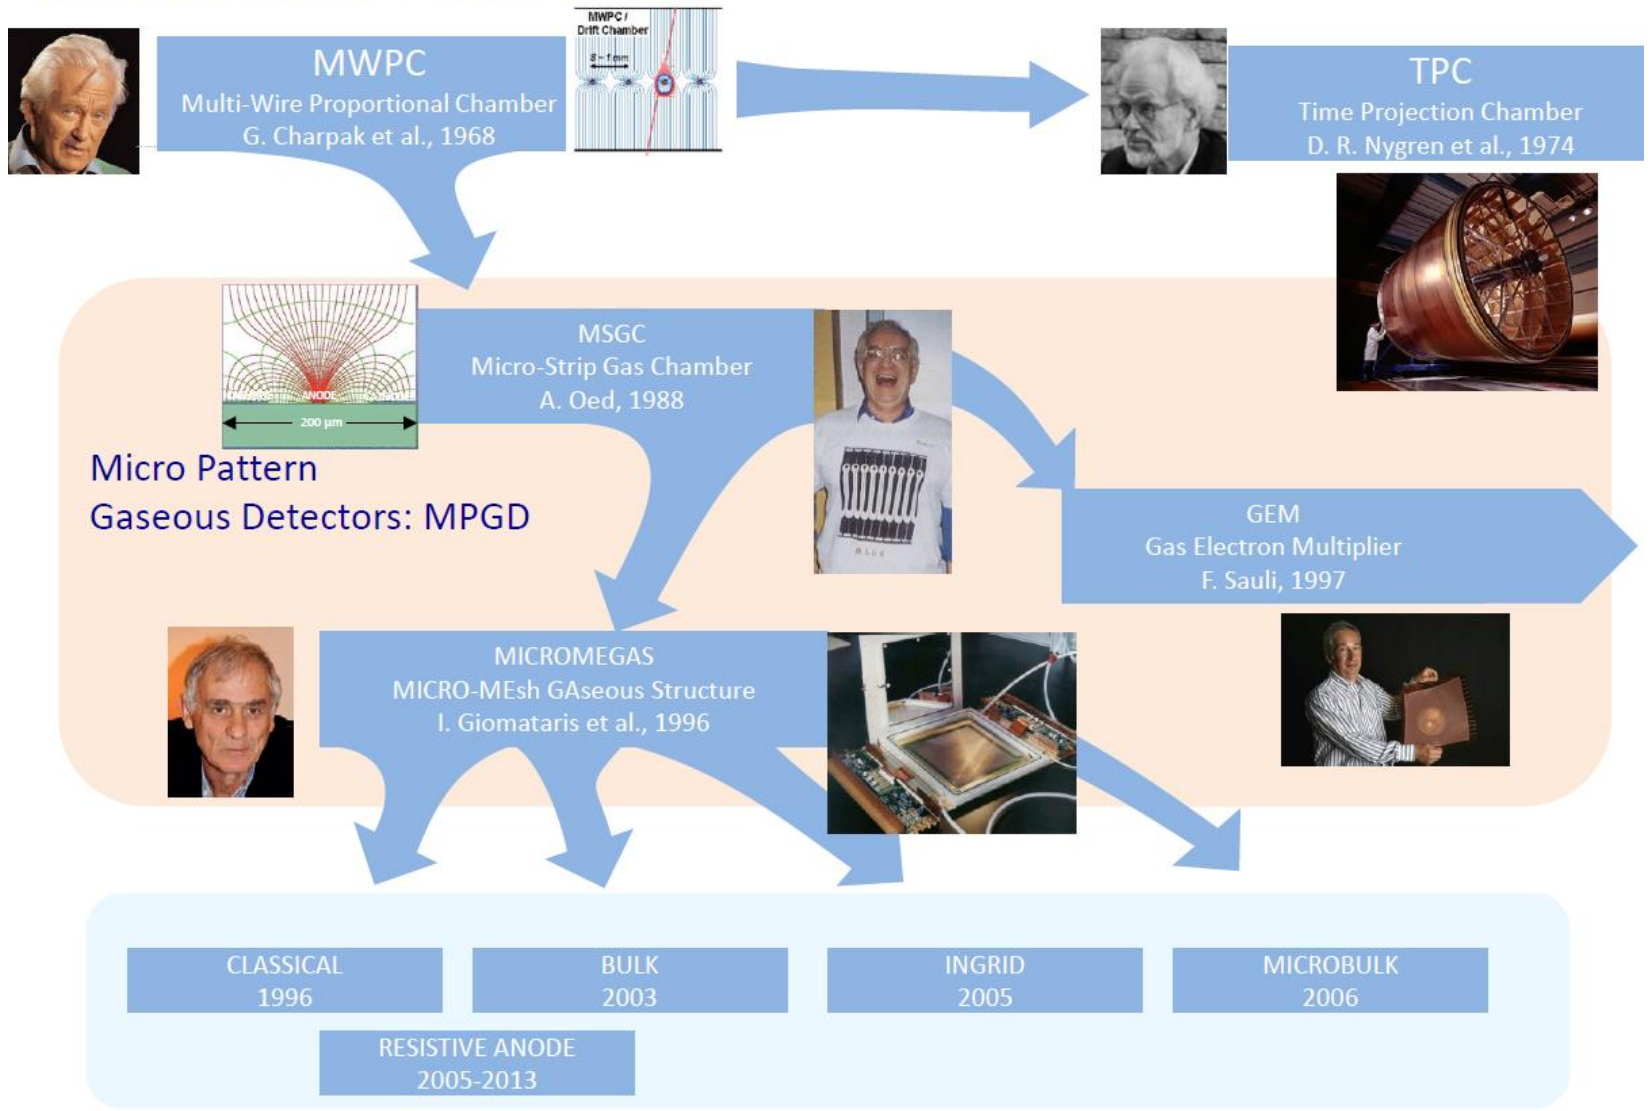 MWPC
Multi-Wire Proportional Chamber
G. Charpak et al., 1968
MWPC /
Drift Chamber
S ~ 1 mm
TPC
Time Projection Chamber
D. R. Nygren et al., 1974
ANODE
200 µm
MSGC
Micro-Strip Gas Chamber
A. Oed, 1988
MSGC
Micro Pattern
Gaseous Detectors: MPGD
GEM
Gas Electron Multiplier
F. Sauli, 1997
MICROMEGAS
MICRO-MEsh GAseous Structure
I. Giomataris et al., 1996
CLASSICAL
1996
BULK
2003
INGRID
2005
MICROBULK
2006
RESISTIVE ANODE
2005-2013